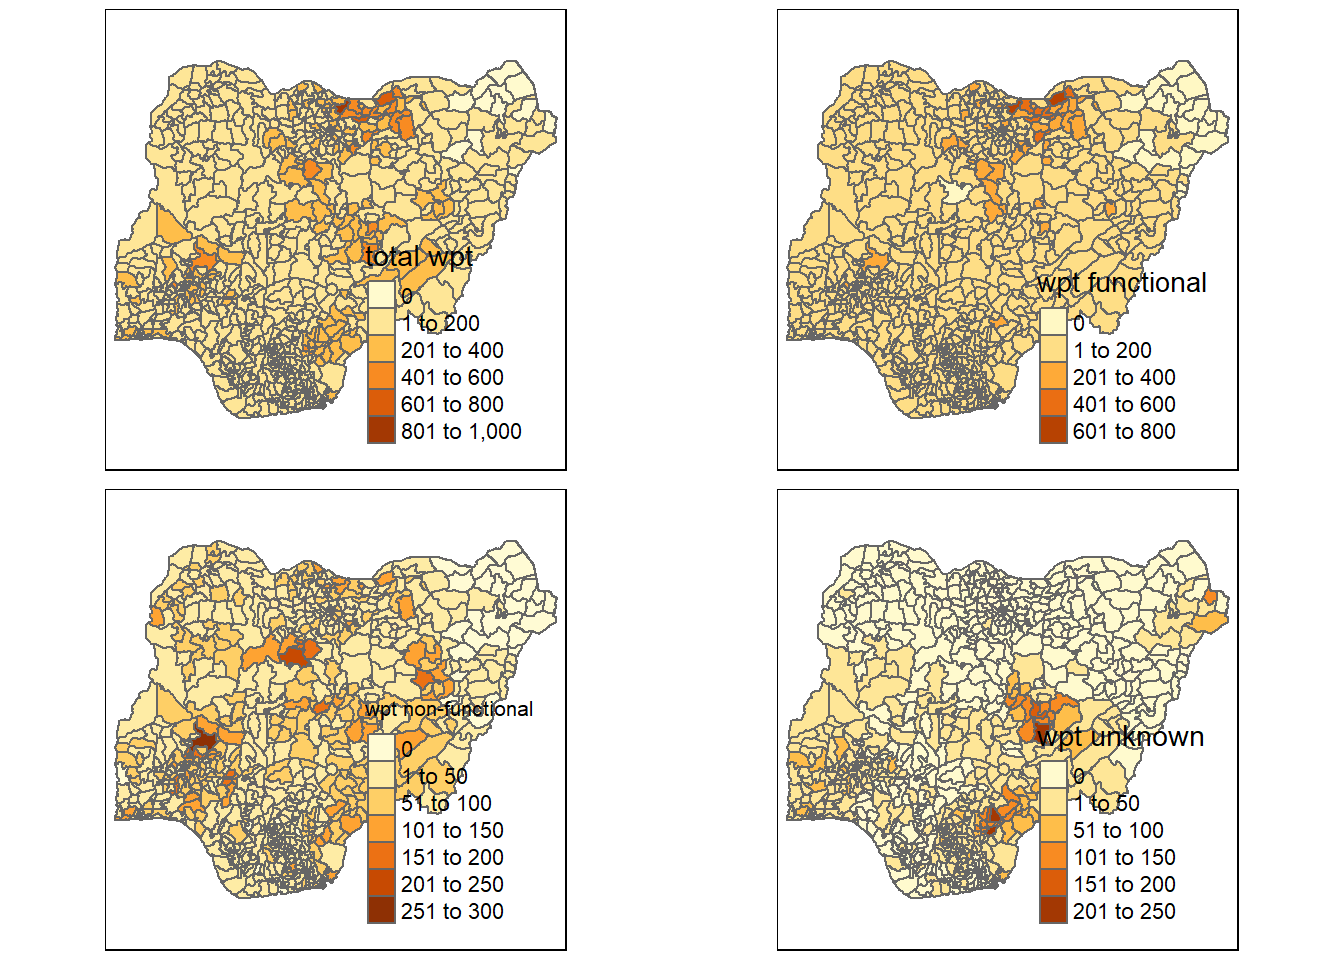 total wpt
0
1 to 200
201 to 400
401 to 600
601 to 800
801 to 1,000
wpt functional
0
1 to 200
201 to 400
401 to 600
601 to 800
wpt non-functional
0
1 to 50
51 to 100
101 to 150
151 to 200
201 to 250
251 to 300
wpt unknown
0
1 to 50
51 to 100
101 to 150
151 to 200
201 to 250